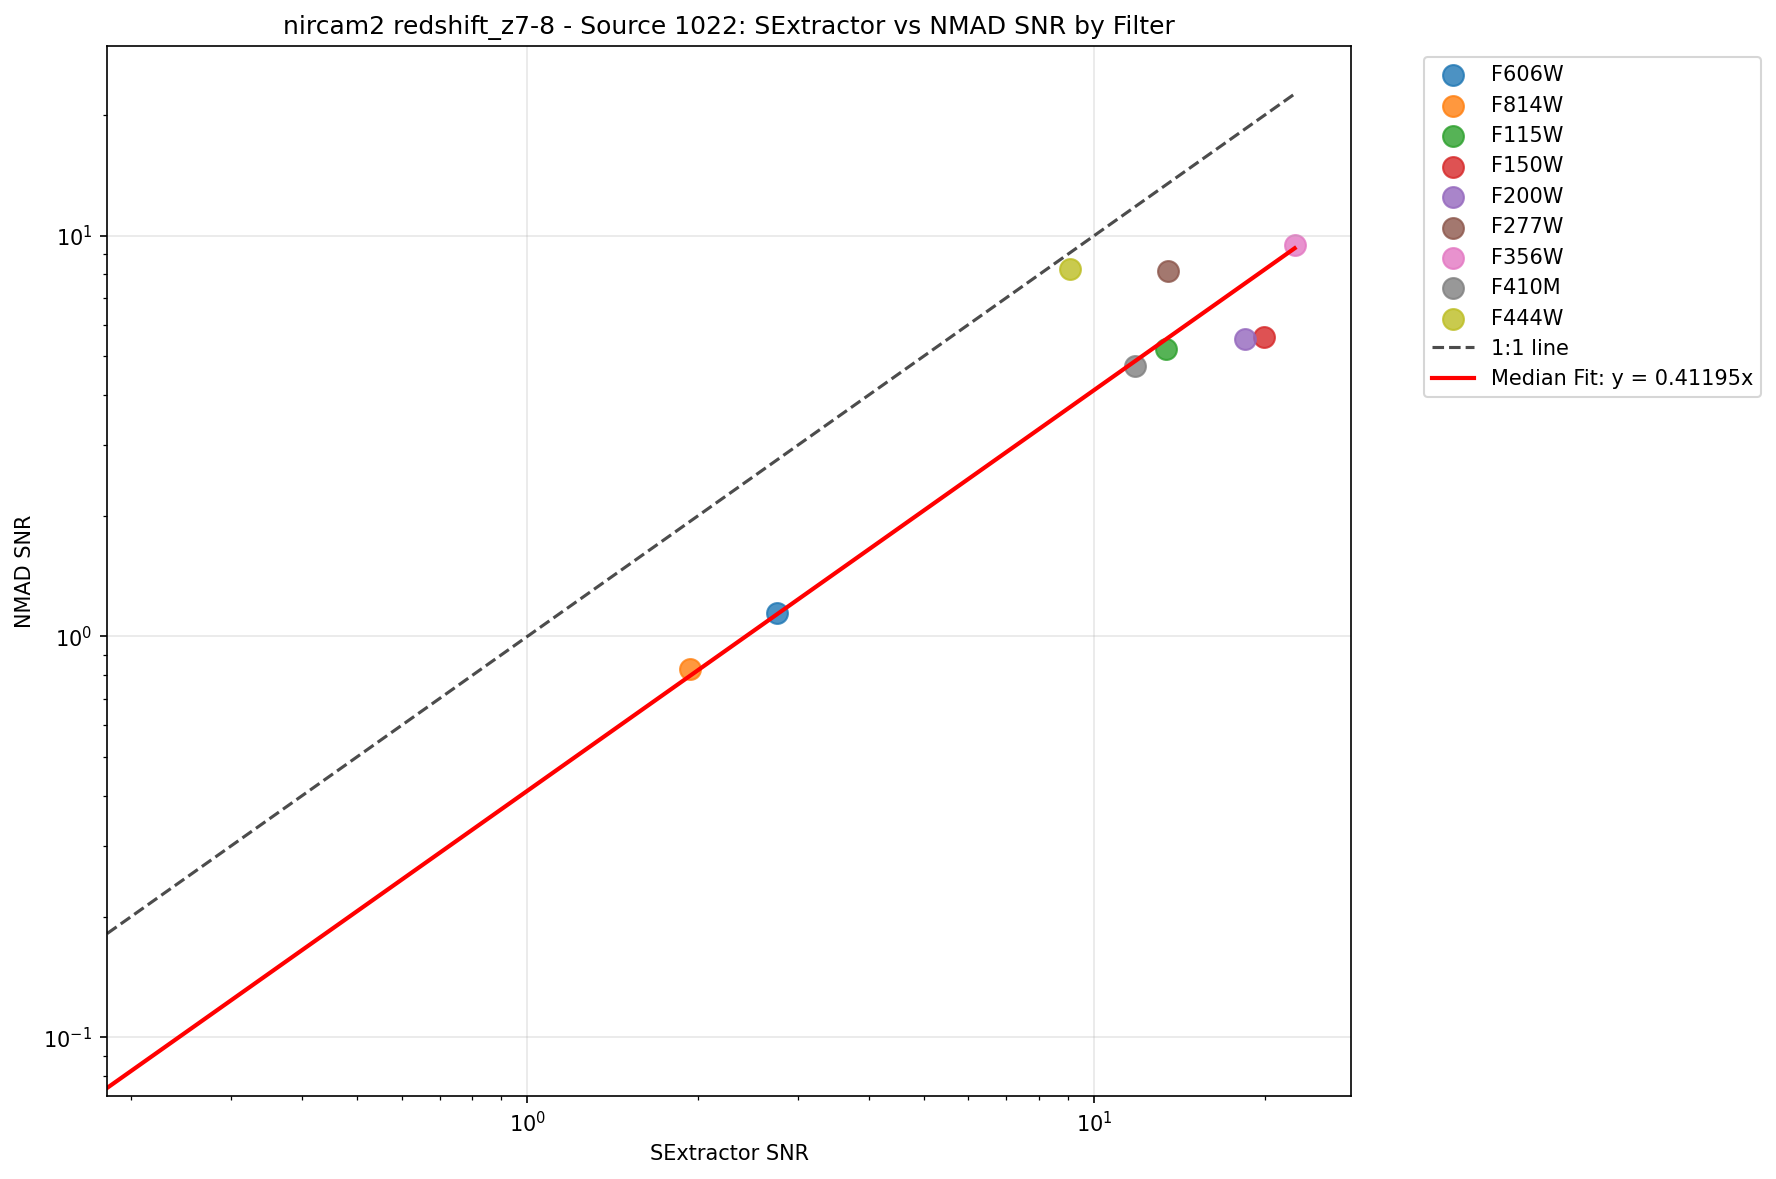 nircam2 redshift_z7-8 - Source 1022: SExtractor vs NMAD SNR by Filter
NMAD SNR
10¹
10⁰
10⁻¹
10⁰
10¹
SExtractor SNR
F606W
F814W
F115W
F150W
F200W
F277W
F356W
F410M
F444W
1:1 line
Median Fit: y = 0.41195x